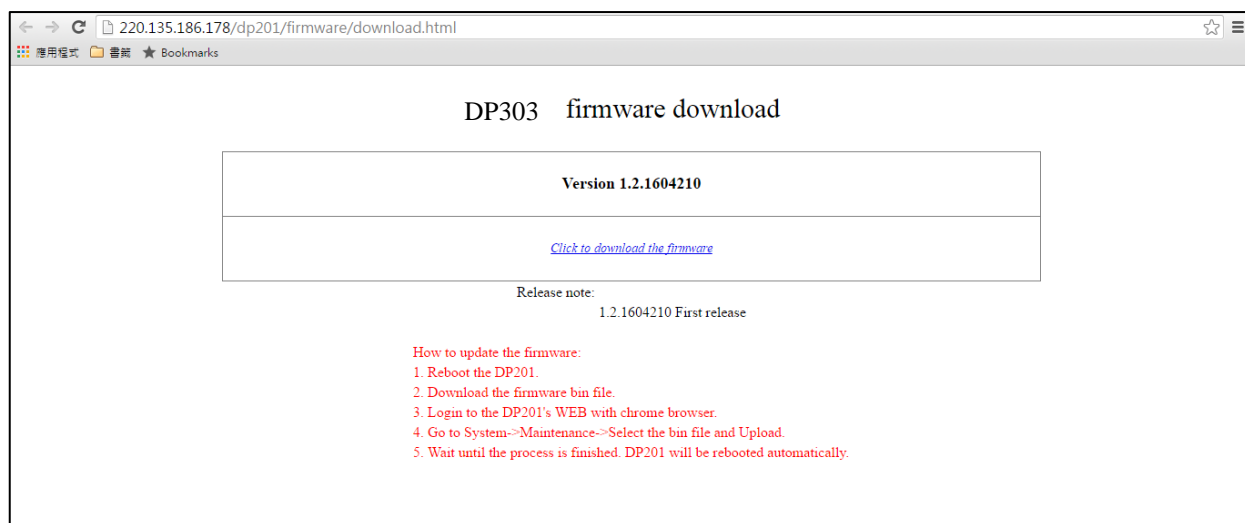 220.135.186.178/dp201/firmware/download.html
應用程式 書籤 Bookmarks
DP303 firmware download
Version 1.2.1604210
Click to download the firmware
Release note:
1.2.1604210 First release
How to update the firmware:
1. Reboot the DP201.
2. Download the firmware bin file.
3. Login to the DP201's WEB with chrome browser.
4. Go to System->Maintenance->Select the bin file and Upload.
5. Wait until the process is finished. DP201 will be rebooted automatically.